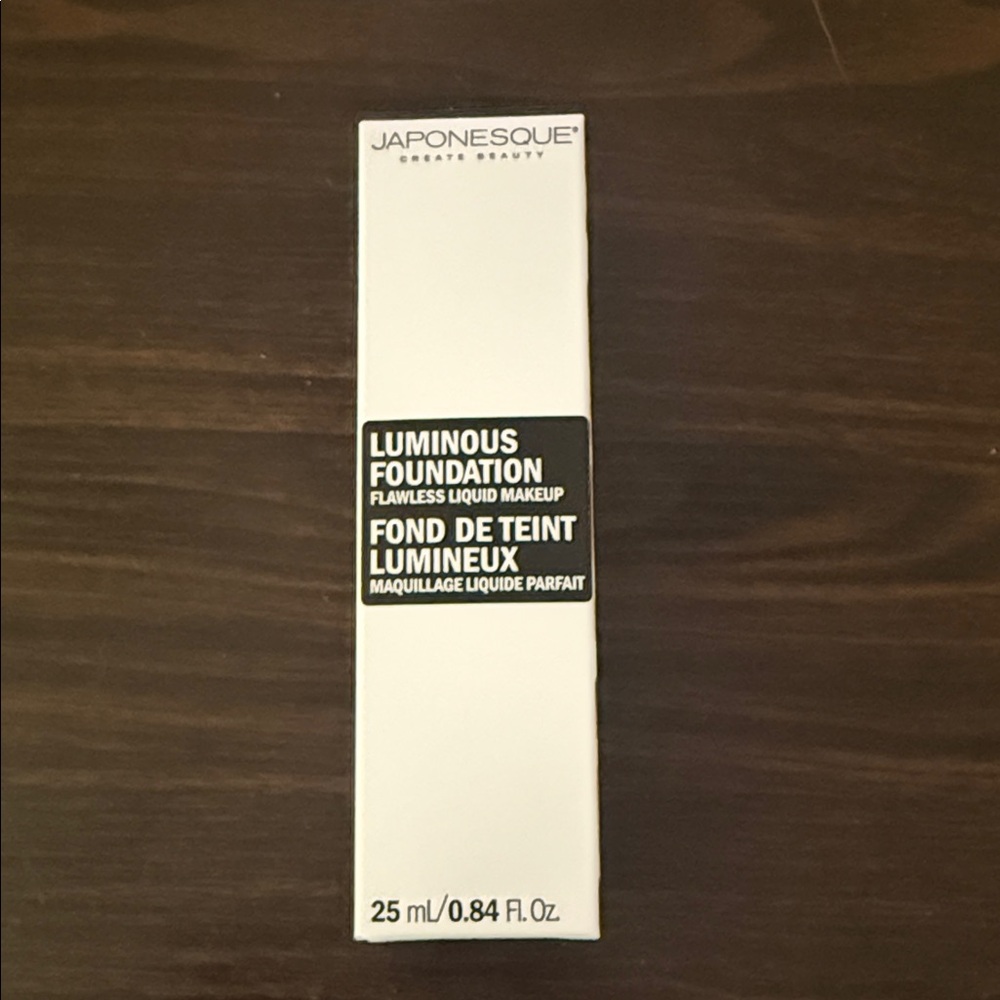 JAPONESQUE®
CREATE BEAUTY
LUMINOUS
FOUNDATION
FLAWLESS LIQUID MAKEUP
FOND DE TEINT
LUMINEUX
MAQUILLAGE LIQUIDE PARFAIT
25 mL/0.84 Fl. Oz.